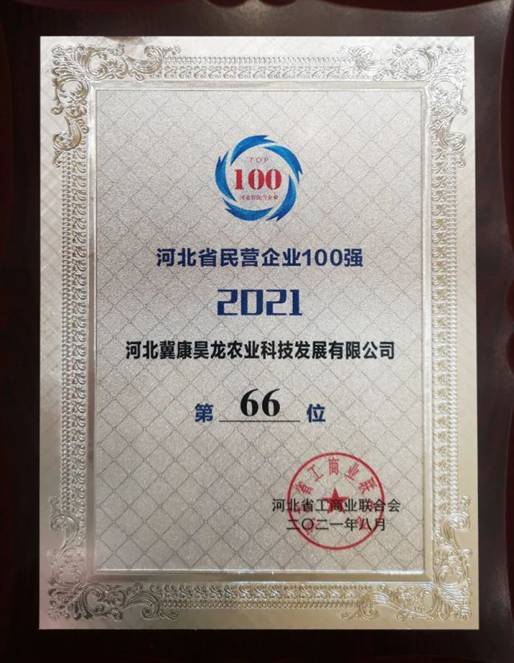 TOP
100
河北省民营企业100强
2021
河北冀康昊龙农业科技发展有限公司
第 66 位
河北省工商业联合会
二〇二一年八月